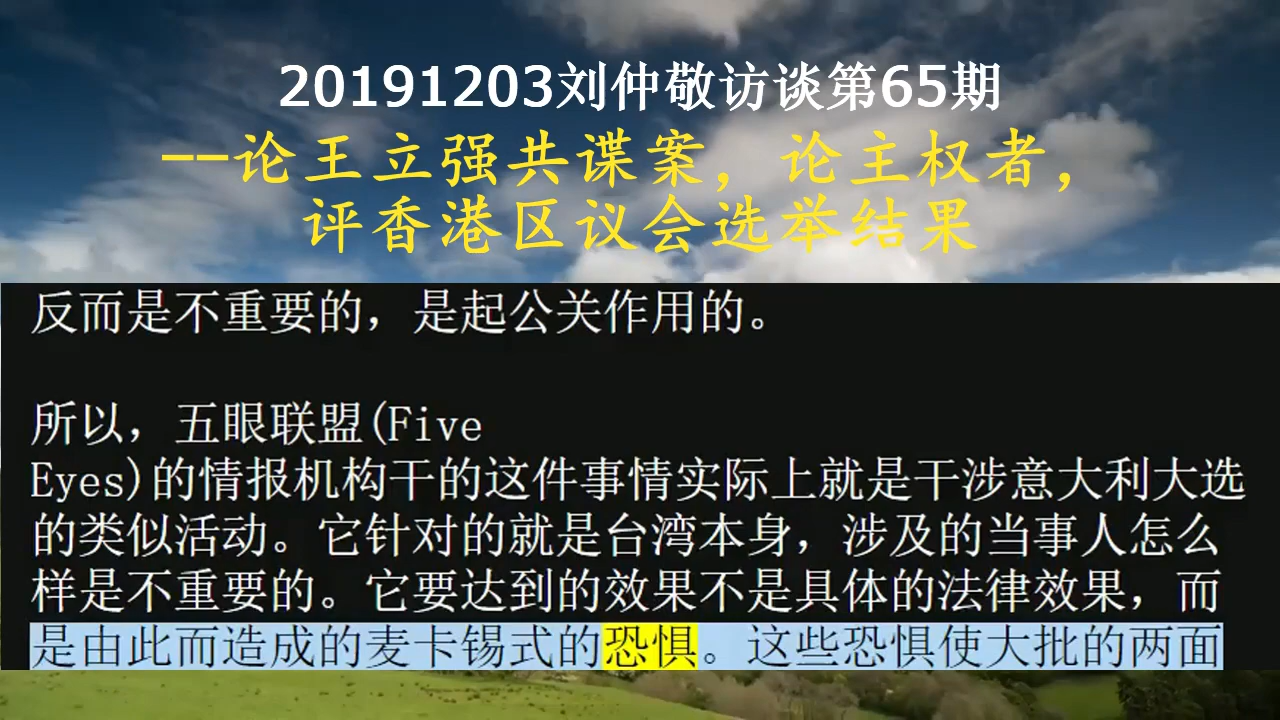 20191203刘仲敬访谈第65期
--论王立强共谍案，论主权者，
评香港区议会选举结果
反而是不重要的，是起公关作用的。
所以，五眼联盟(Five
Eyes)的情报机构干的这件事情实际上就是干涉意大利大选
的类似活动。它针对的就是台湾本身，涉及的当事人怎么
样是不重要的。它要达到的效果不是具体的法律效果，而
是由此而造成的麦卡锡式的恐惧。这些恐惧使大批的两面